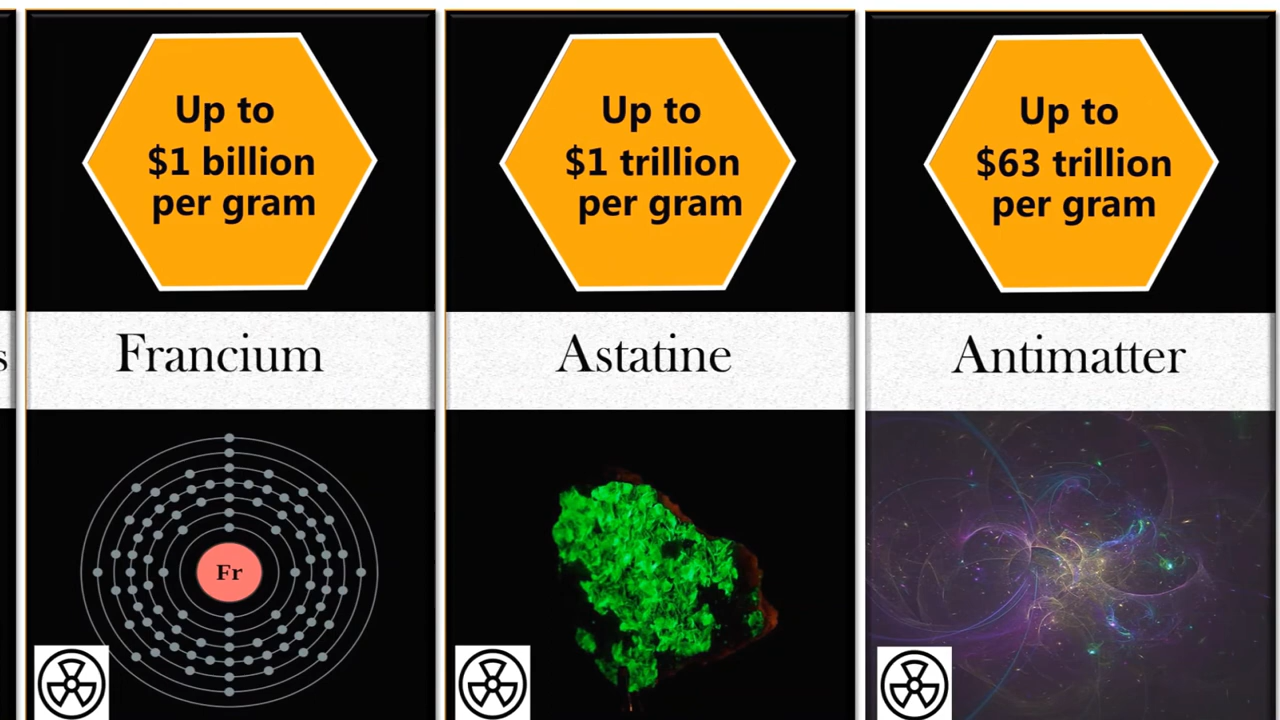 Up to
$1 billion
per gram
Up to
$1 trillion
per gram
Up to
$63 trillion
per gram
s
Francium
Astatine
Antimatter
Fr